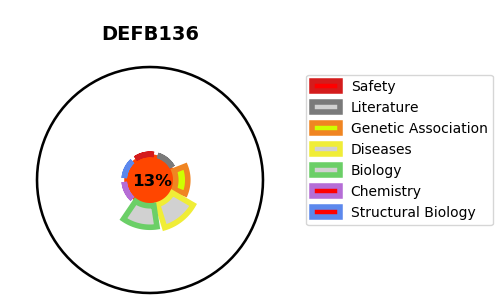 DEFB136
13%
Safety
Literature
Genetic Association
Diseases
Biology
Chemistry
Structural Biology